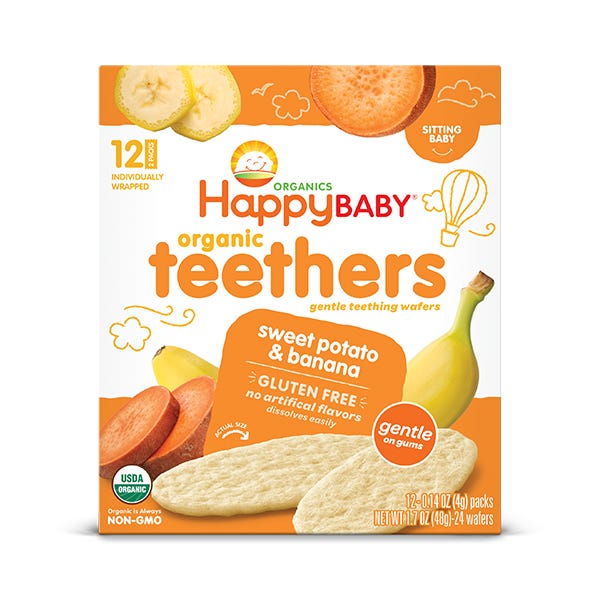 12 2 PACKS
INDIVIDUALLY
WRAPPED
SITTING
BABY
ORGANICS
HappyBABY®
organic
teethers
gentle teething wafers
sweet potato
& banana
GLUTEN FREE
no artifical flavors
dissolves easily
ACTUAL SIZE
gentle
on gums
USDA
ORGANIC
Organic is Always
NON-GMO
12-0.14 OZ (4g) packs
NET WT 1.7 OZ (48g)-24 wafers